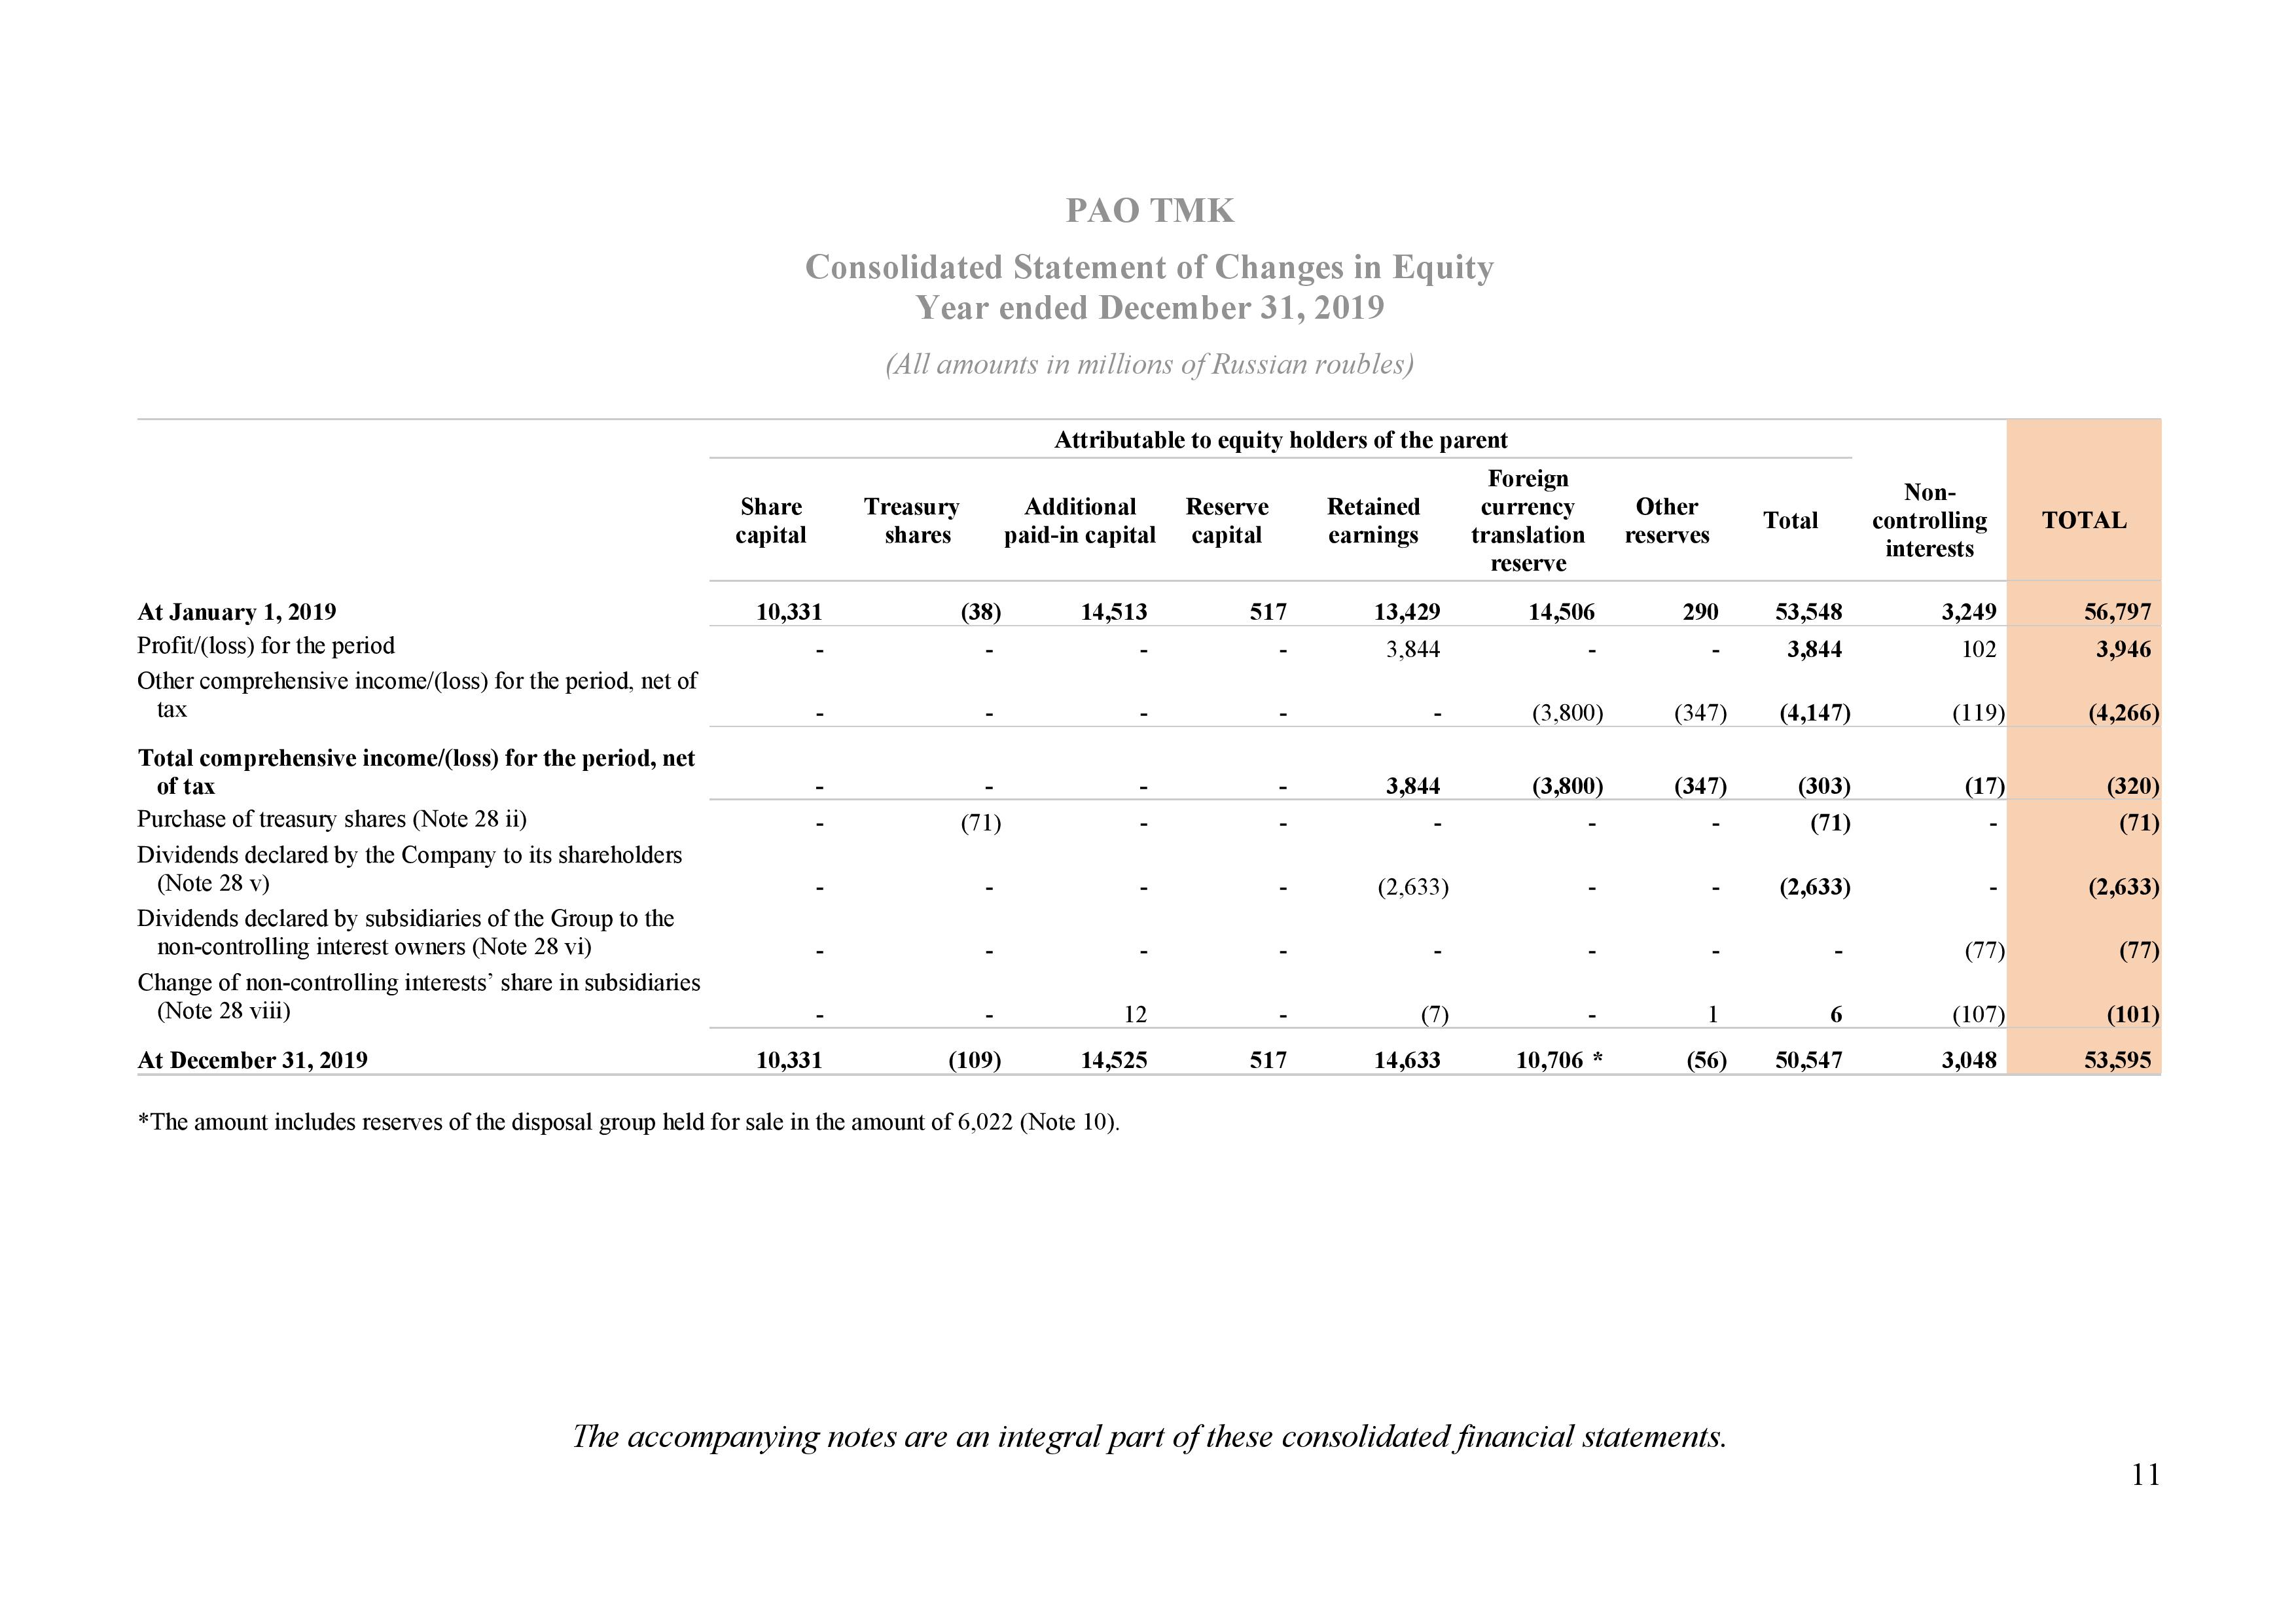 PAO TMK
Consolidated Statement of Changes in Equity
Year ended December 31, 2019
(All amounts in millions of Russian roubles)
Attributable to equity holders of the parent
Share capital Treasury shares Additional paid-in capital Reserve capital Retained earnings Foreign currency translation reserve Other reserves Total Non-controlling interests TOTAL
At January 1, 2019 10,331 (38) 14,513 517 13,429 14,506 290 53,548 3,249 56,797
Profit/(loss) for the period - - - - 3,844 - - 3,844 102 3,946
Other comprehensive income/(loss) for the period, net of
tax - - - - - (3,800) (347) (4,147) (119) (4,266)
Total comprehensive income/(loss) for the period, net
of tax - - - - 3,844 (3,800) (347) (303) (17) (320)
Purchase of treasury shares (Note 28 ii) - (71) - - - - - (71) - (71)
Dividends declared by the Company to its shareholders
(Note 28 v) - - - - (2,633) - - (2,633) - (2,633)
Dividends declared by subsidiaries of the Group to the
non-controlling interest owners (Note 28 vi) - - - - - - - - (77) (77)
Change of non-controlling interests’ share in subsidiaries
(Note 28 viii) - - 12 - (7) - 1 6 (107) (101)
At December 31, 2019 10,331 (109) 14,525 517 14,633 10,706 * (56) 50,547 3,048 53,595
*The amount includes reserves of the disposal group held for sale in the amount of 6,022 (Note 10).
The accompanying notes are an integral part of these consolidated financial statements.
11